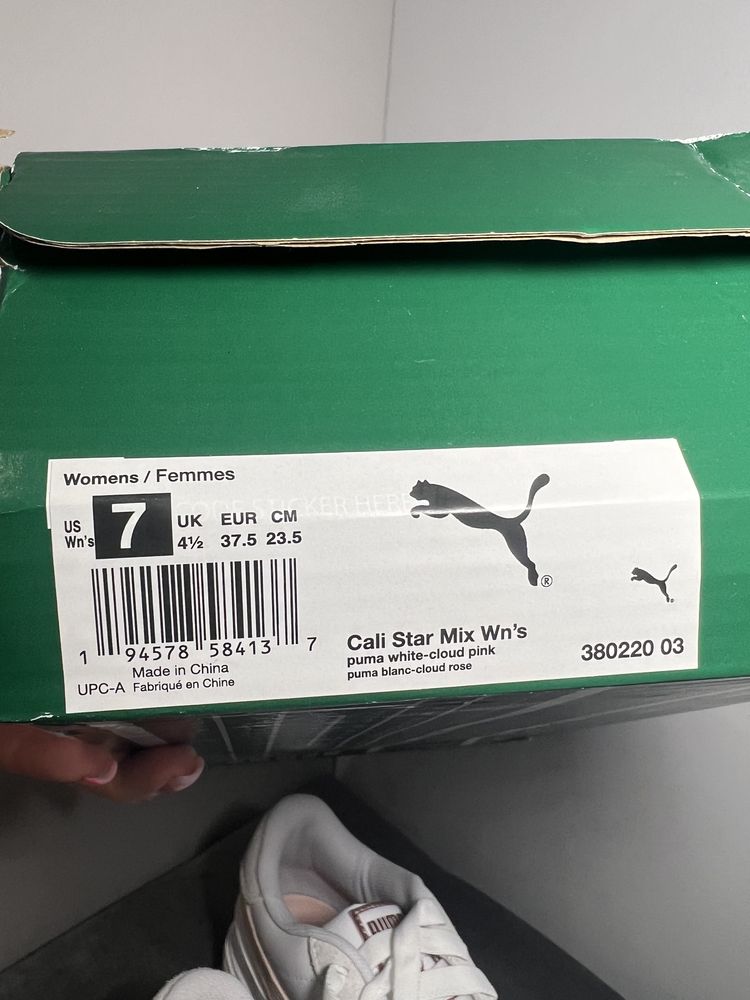 Womens / Femmes
CODE STICKER HERE
US
Wn's
7
UK EUR CM
4½ 37.5 23.5
®
1 94578 58413 7
Made in China
UPC-A Fabriqué en Chine
Cali Star Mix Wn's
puma white-cloud pink
puma blanc-cloud rose
380220 03
PUMA